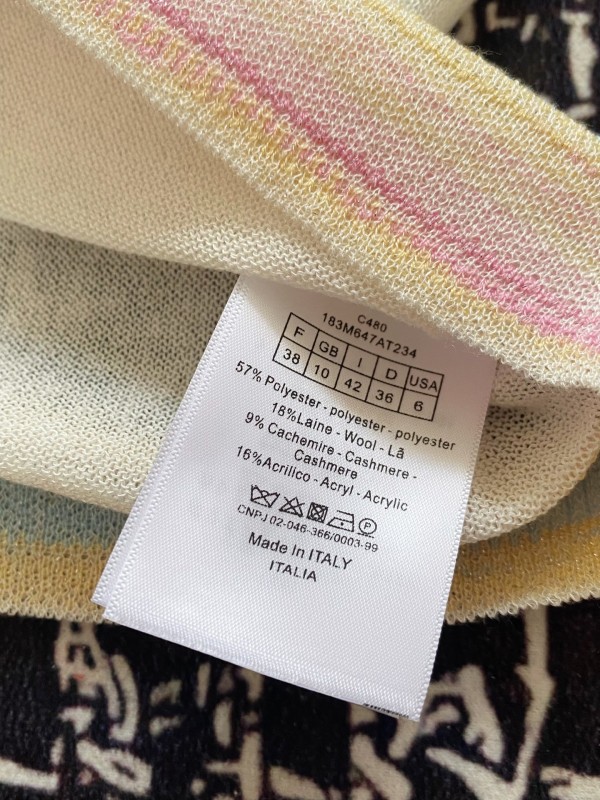 C480
183M647AT234
F GB I D USA
38 10 42 36 6
57% Polyester - polyester - polyester
18%Laine - Wool - Lã
9% Cachemire - Cashmere -
Cashmere
16%Acrilico - Acryl - Acrylic
P
CNPJ 02-046-366/0003-99
Made In ITALY
ITALIA